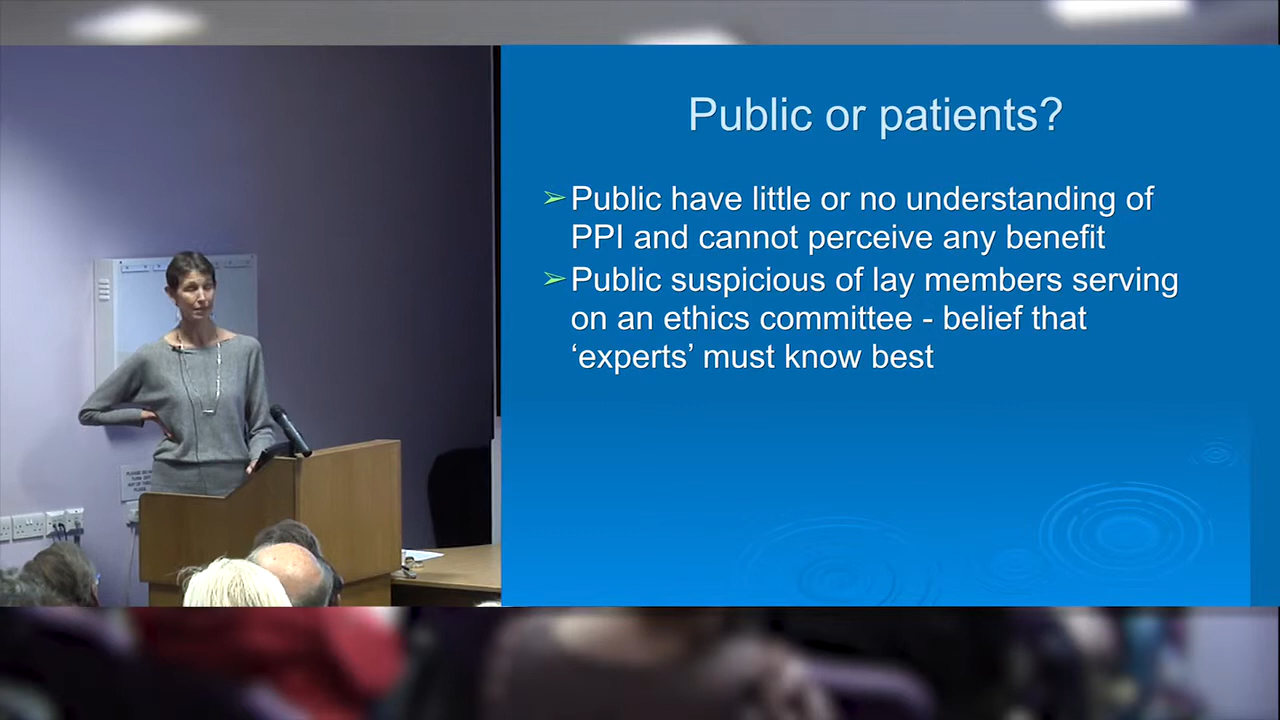 Public or patients?
➢Public have little or no understanding of
PPI and cannot perceive any benefit
➢Public suspicious of lay members serving
on an ethics committee - belief that
‘experts’ must know best